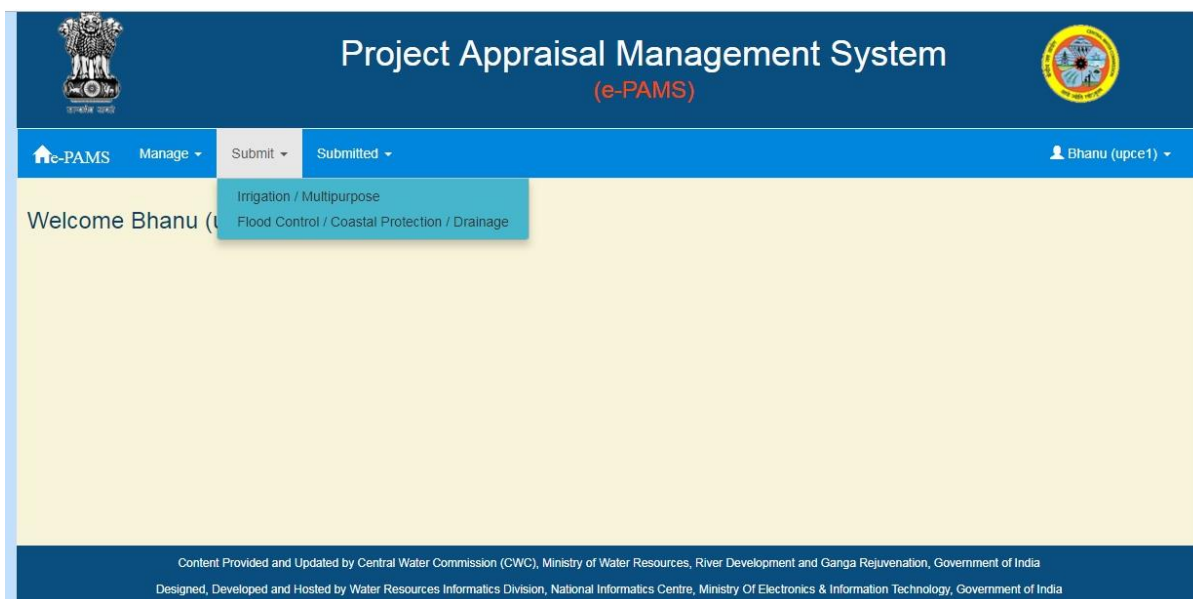 Project Appraisal Management System
(e-PAMS)
e-PAMS Manage Submit Submitted Bhanu (upce1)
Irrigation / Multipurpose
Welcome Bhanu (u
Flood Control / Coastal Protection / Drainage
Content Provided and Updated by Central Water Commission (CWC), Ministry of Water Resources, River Development and Ganga Rejuvenation, Government of India
Designed, Developed and Hosted by Water Resources Informatics Division, National Informatics Centre, Ministry Of Electronics & Information Technology, Government of India